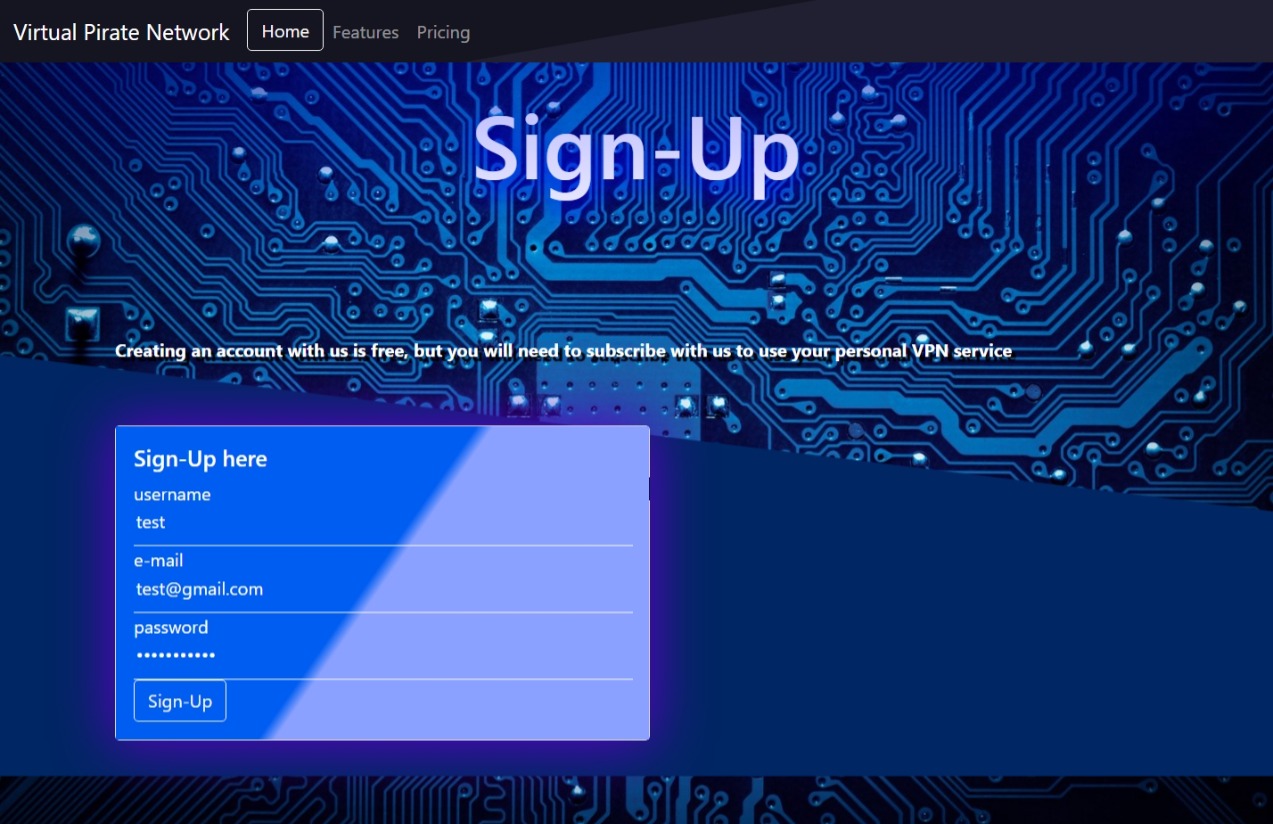 Virtual Pirate Network Home Features Pricing
Sign-Up
Creating an account with us is free, but you will need to subscribe with us to use your personal VPN service
Sign-Up here
username
test
e-mail
test@gmail.com
password
•••••••••••
Sign-Up